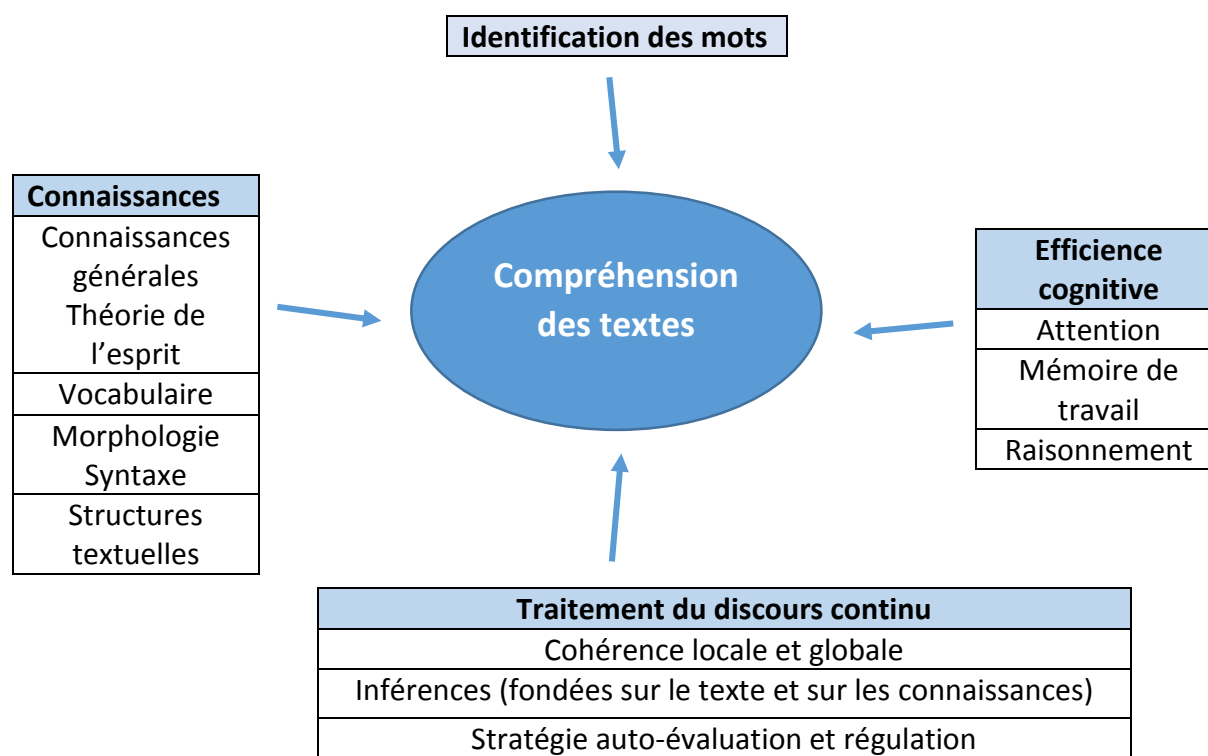 Identification des mots
Connaissances
Connaissances
générales
Théorie de
l'esprit
Vocabulaire
Morphologie
Syntaxe
Structures
textuelles
Compréhension
des textes
Efficience
cognitive
Attention
Mémoire de
travail
Raisonnement
Traitement du discours continu
Cohérence locale et globale
Inférences (fondées sur le texte et sur les connaissances)
Stratégie auto-évaluation et régulation